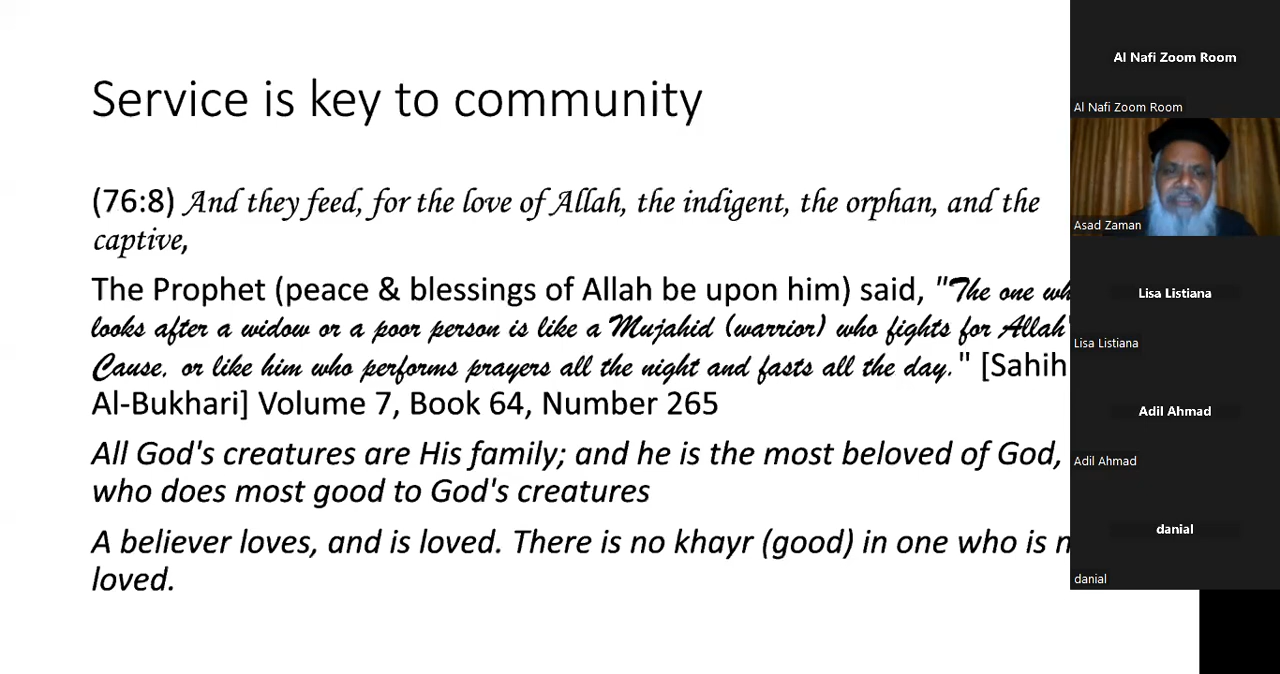 Service is key to community
(76:8) And they feed, for the love of Allah, the indigent, the orphan, and the
captive,
The Prophet (peace & blessings of Allah be upon him) said, "The one
looks after a widow or a poor person is like a Mujahid (warrior) who fights for Allah'
Cause, or like him who performs prayers all the night and fasts all the day." [Sahih
Al-Bukhari] Volume 7, Book 64, Number 265
All God's creatures are His family; and he is the most beloved of God,
who does most good to God's creatures
A believer loves, and is loved. There is no khayr (good) in one who is
loved.
Al Nafi Zoom Room
Al Nafi Zoom Room
Asad Zaman
Lisa Listiana
Lisa Listiana
Adil Ahmad
Adil Ahmad
danial
danial